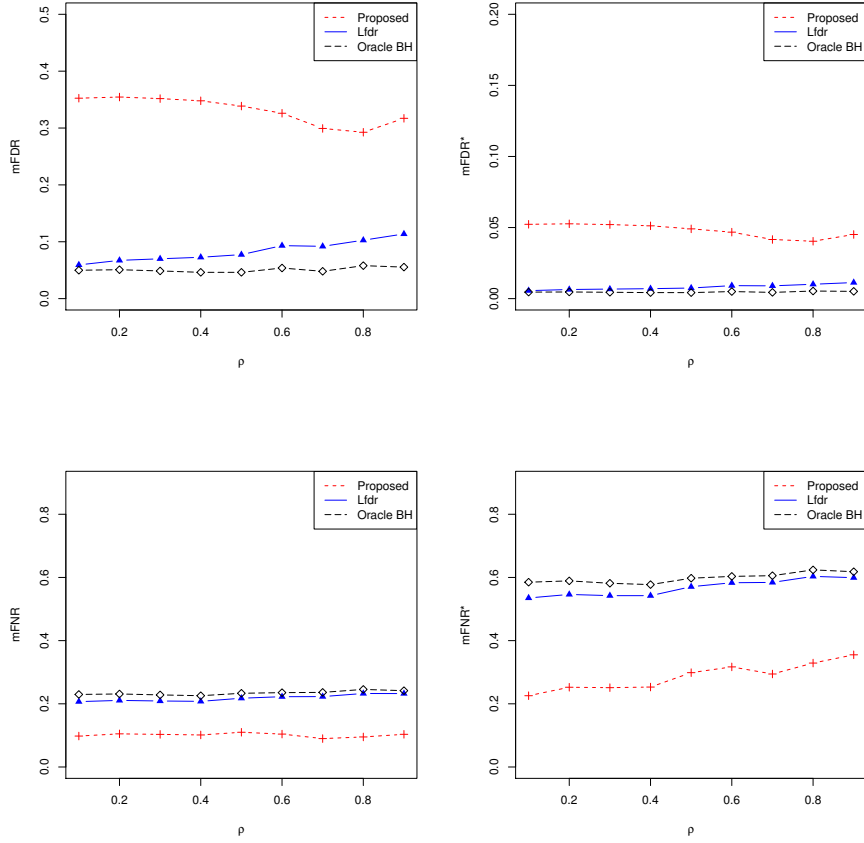 Proposed
Lfdr
Oracle BH
mFDR
0.0 0.1 0.2 0.3 0.4 0.5
0.2 0.4 0.6 0.8
ρ
Proposed
Lfdr
Oracle BH
mFDR*
0.00 0.05 0.10 0.15 0.20
0.2 0.4 0.6 0.8
ρ
Proposed
Lfdr
Oracle BH
mFNR
0.0 0.2 0.4 0.6 0.8
0.2 0.4 0.6 0.8
ρ
Proposed
Lfdr
Oracle BH
mFNR*
0.0 0.2 0.4 0.6 0.8
0.2 0.4 0.6 0.8
ρ